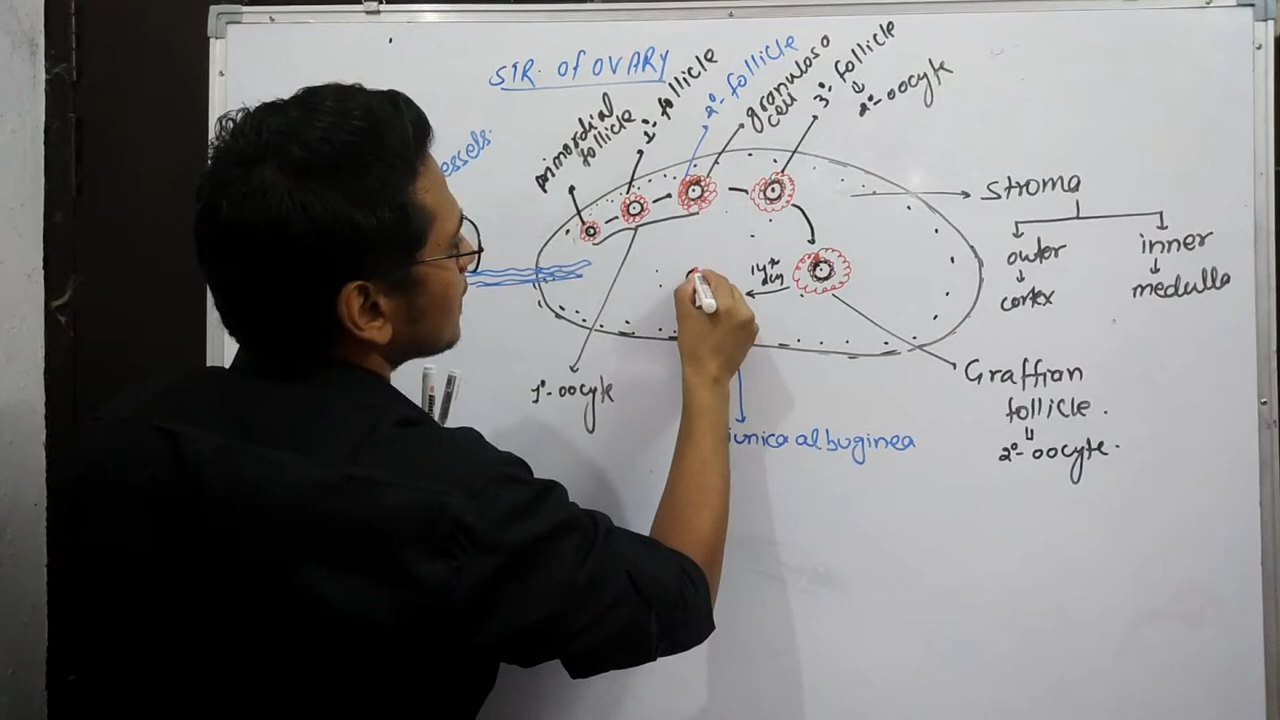 STR. of OVARY
essels.
primordial
follicle
1°- follicle
2°- follicle
granulosa
cell
3°- follicle
2°- oocyte
stroma
outer
cortex
inner
medulla
14th
day
Graffian
follicle.
2°- oocyte.
1°- oocyte
tunica albuginea